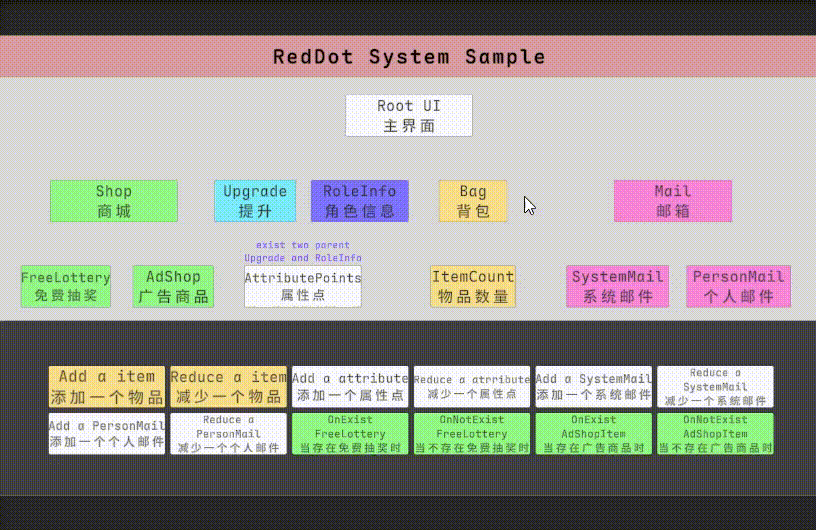 RedDot System Sample
Root UI
主界面
Shop
商城
Upgrade
提升
RoleInfo
角色信息
Bag
背包
Mail
邮箱
exist two parent
Upgrade and RoleInfo
FreeLottery
免费抽奖
AdShop
广告商品
AttributePoints
属性点
ItemCount
物品数量
SystemMail
系统邮件
PersonMail
个人邮件
Add a item
添加一个物品
Reduce a item
减少一个物品
Add a attribute
添加一个属性点
Reduce a atrribute
减少一个属性点
Add a SystemMail
添加一个系统邮件
Reduce a
SystemMail
减少一个系统邮件
Add a PersonMail
添加一个个人邮件
Reduce a
PersonMail
减少一个个人邮件
OnExist
FreeLottery
当存在免费抽奖时
OnNotExist
FreeLottery
当不存在免费抽奖时
OnExist
AdShopItem
当存在广告商品时
OnNotExist
AdShopItem
当不存在广告商品时